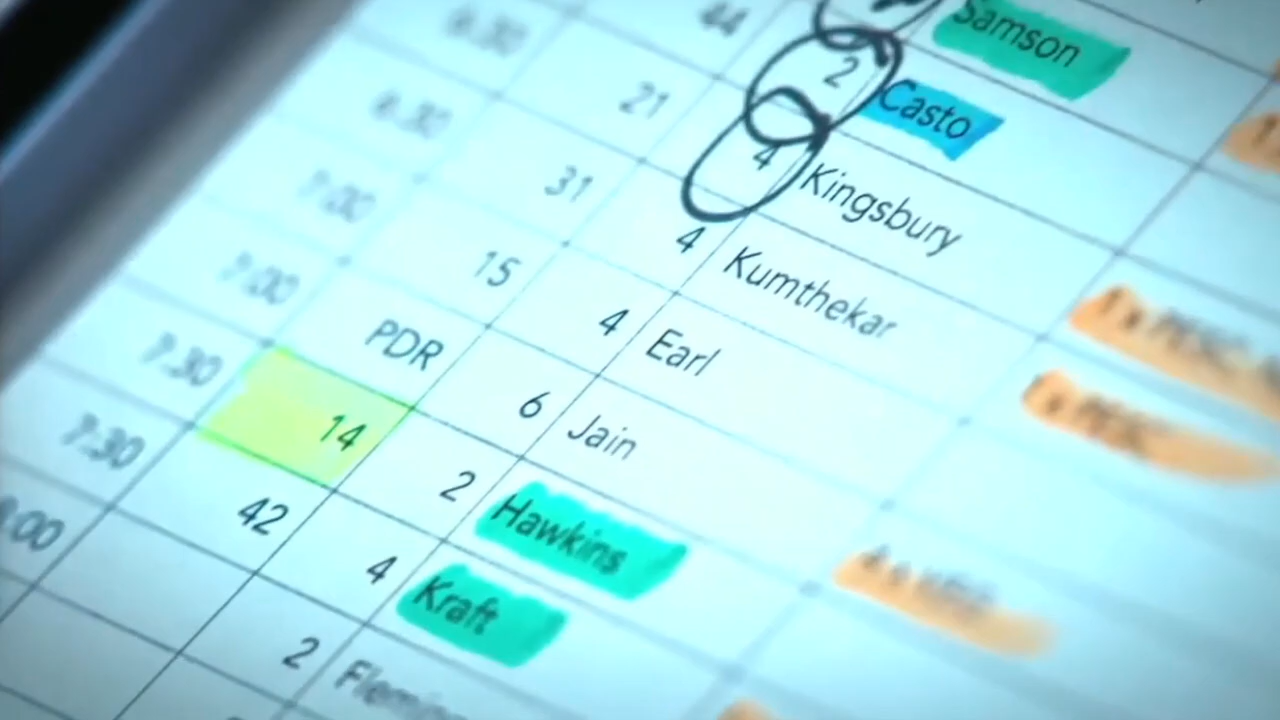 Samson
44 2 Casto
6:30 21 4 Kingsbury
6:30 31 4 Kumthekar
7:00 15 4 Earl
7:00 PDR 6 Jain
7:30 14 2 Hawkins
7:30 42 4 Kraft
:00 2 Flemin